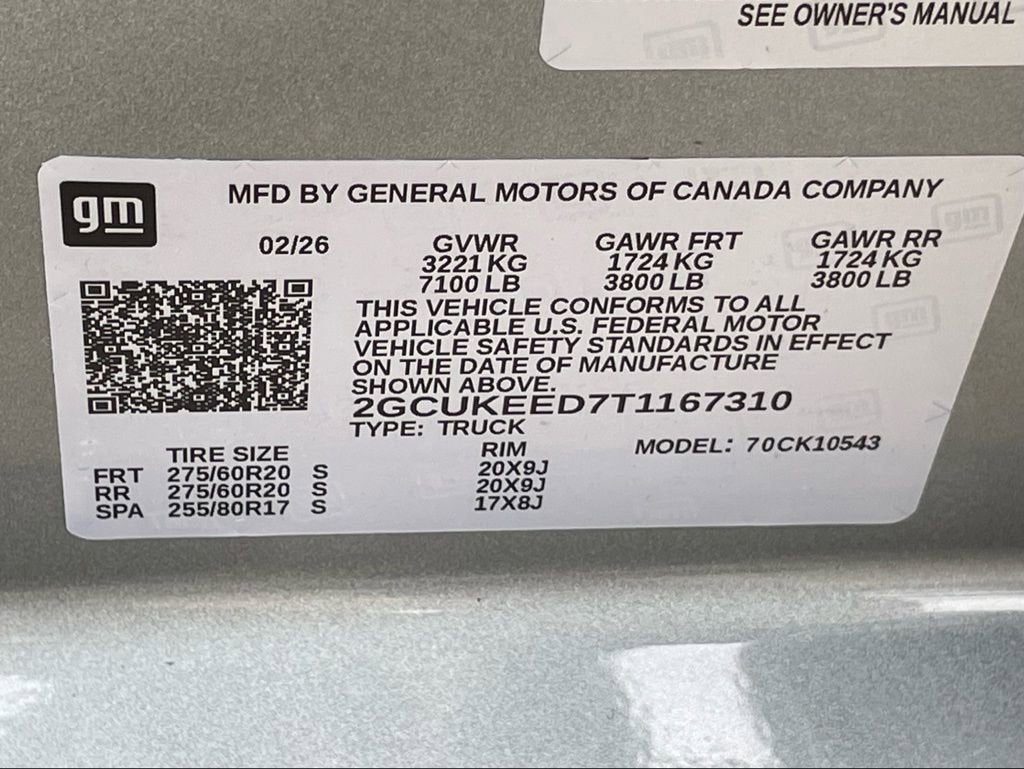 SEE OWNER'S MANUAL
gm
MFD BY GENERAL MOTORS OF CANADA COMPANY
02/26 GVWR GAWR FRT GAWR RR
3221 KG 1724 KG 1724 KG
7100 LB 3800 LB 3800 LB
THIS VEHICLE CONFORMS TO ALL
APPLICABLE U.S. FEDERAL MOTOR
VEHICLE SAFETY STANDARDS IN EFFECT
ON THE DATE OF MANUFACTURE
SHOWN ABOVE.
2GCUKEED7T1167310
TYPE: TRUCK
MODEL: 70CK10543
TIRE SIZE RIM
FRT 275/60R20 S 20X9J
RR 275/60R20 S 20X9J
SPA 255/80R17 S 17X8J